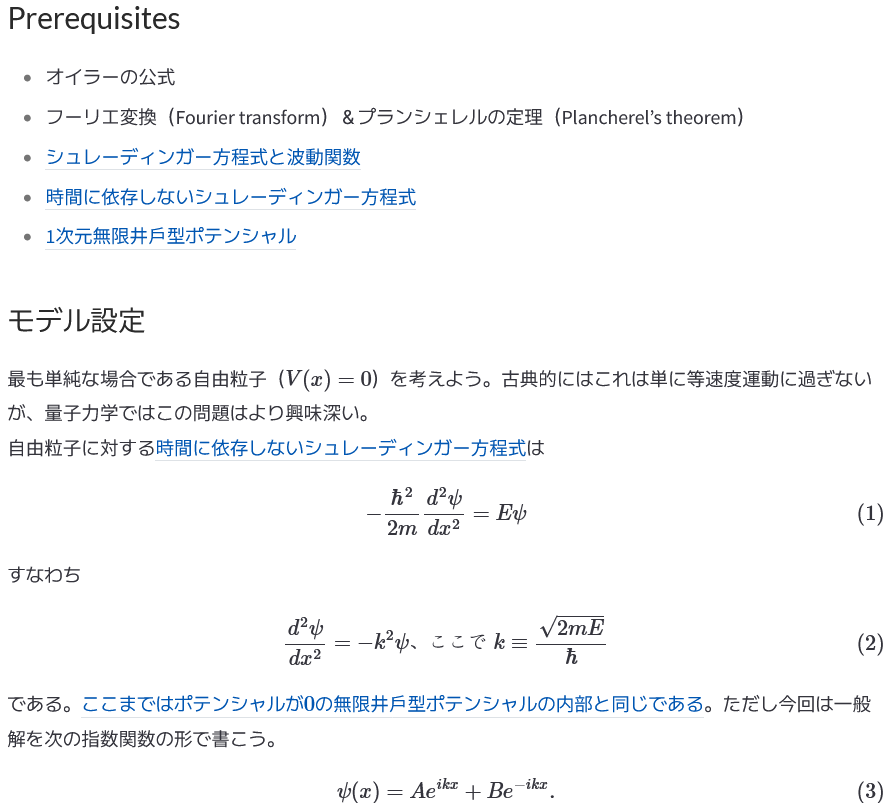 Prerequisites
• オイラーの公式
• フーリエ変換（Fourier transform）& プランシェレルの定理（Plancherel's theorem）
• シュレーディンガー方程式と波動関数
• 時間に依存しないシュレーディンガー方程式
• 1次元無限井戸型ポテンシャル
モデル設定
最も単純な場合である自由粒子（$V(x) = 0$）を考えよう。古典的にはこれは単に等速度運動に過ぎない
が、量子力学ではこの問題はより興味深い。
自由粒子に対する時間に依存しないシュレーディンガー方程式は
$-\frac{\hbar^2}{2m}\frac{d^2\psi}{dx^2} = E\psi$ (1)
すなわち
$\frac{d^2\psi}{dx^2} = -k^2\psi$、ここで $k \equiv \frac{\sqrt{2mE}}{\hbar}$ (2)
である。ここまではポテンシャルが0の無限井戸型ポテンシャルの内部と同じである。ただし今回は一般
解を次の指数関数の形で書こう。
$\psi(x) = Ae^{ikx} + Be^{-ikx}.$ (3)